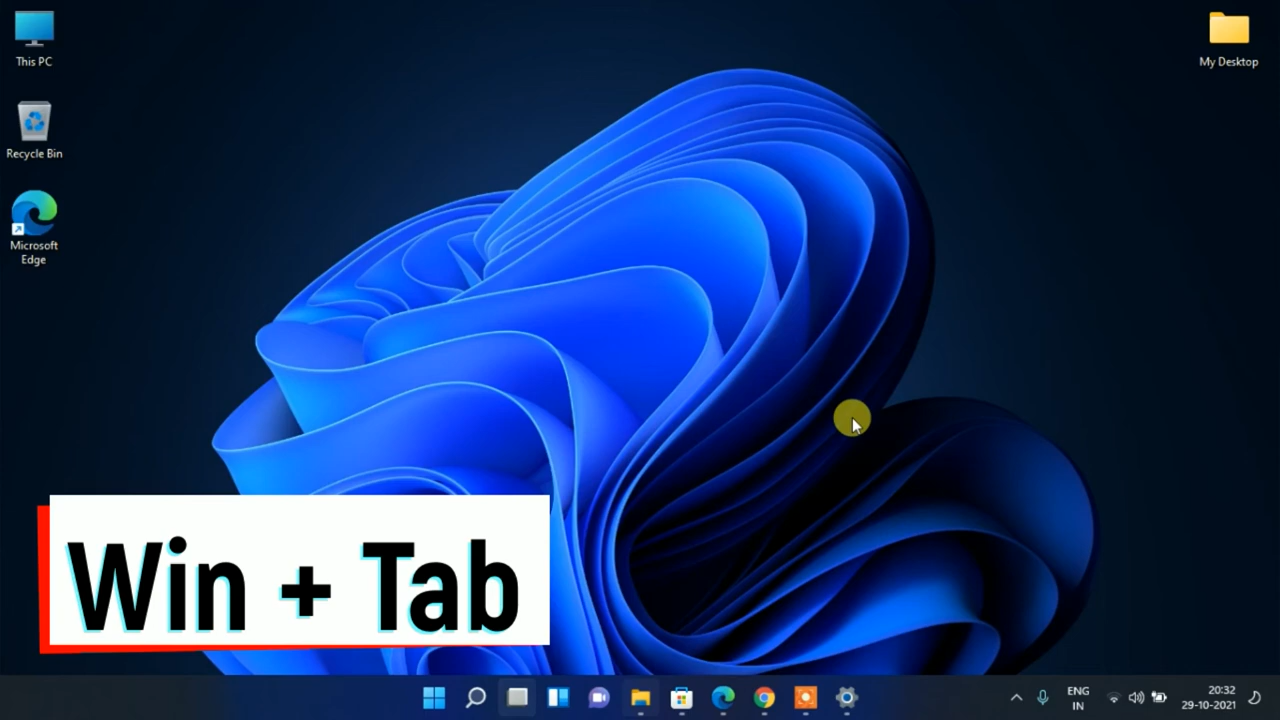 This PC
My Desktop
Recycle Bin
Microsoft
Edge
Win + Tab
ENG
IN
20:32
29-10-2021